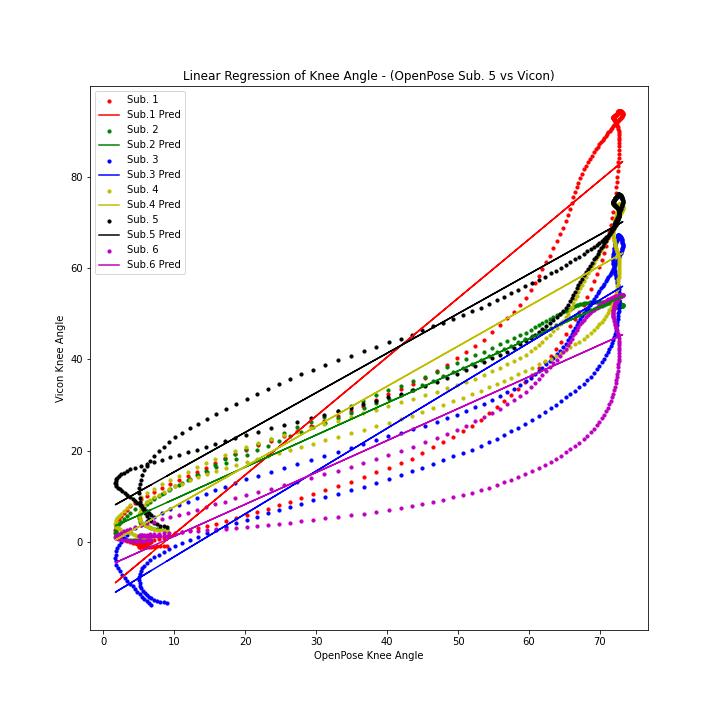 Linear Regression of Knee Angle - (OpenPose Sub. 5 vs Vicon)
Sub. 1
Sub.1 Pred
Sub. 2
Sub.2 Pred
Sub. 3
Sub.3 Pred
Sub. 4
Sub.4 Pred
Sub. 5
Sub.5 Pred
Sub. 6
Sub.6 Pred
Vicon Knee Angle
80
60
40
20
0
0 10 20 30 40 50 60 70
OpenPose Knee Angle